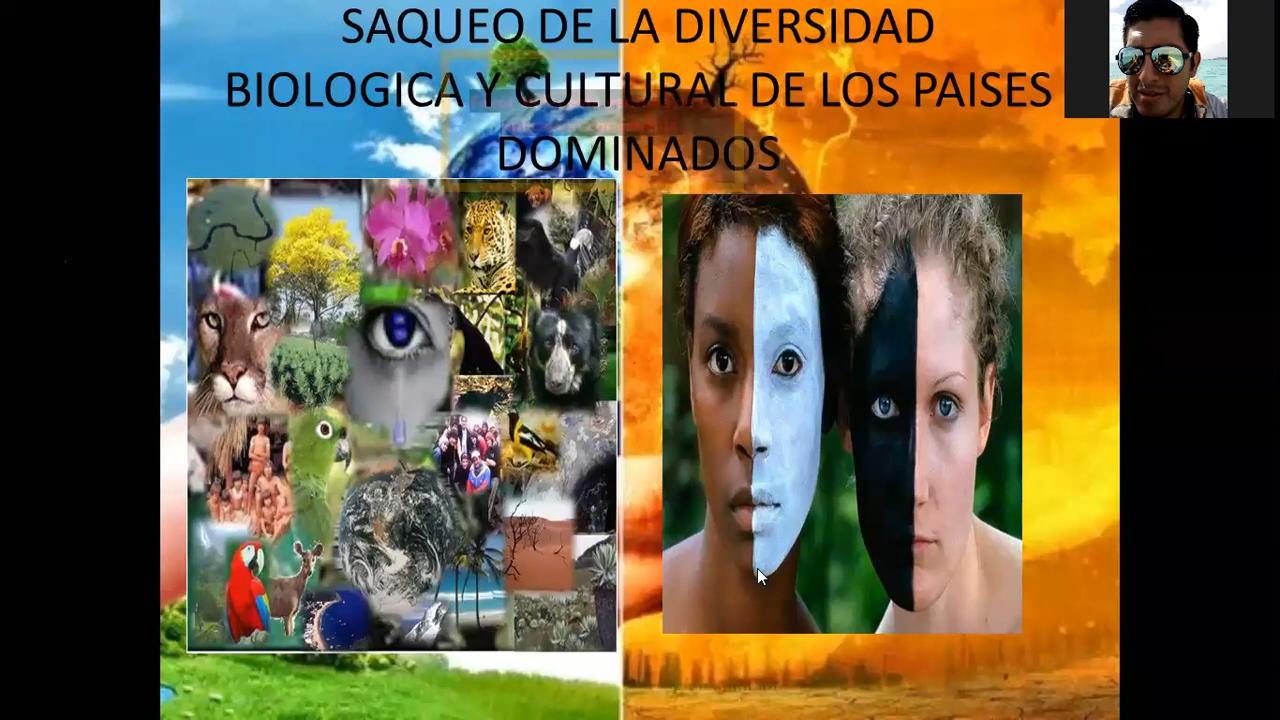 SAQUEO DE LA DIVERSIDAD
BIOLOGICA Y CULTURAL DE LOS PAISES
DOMINADOS